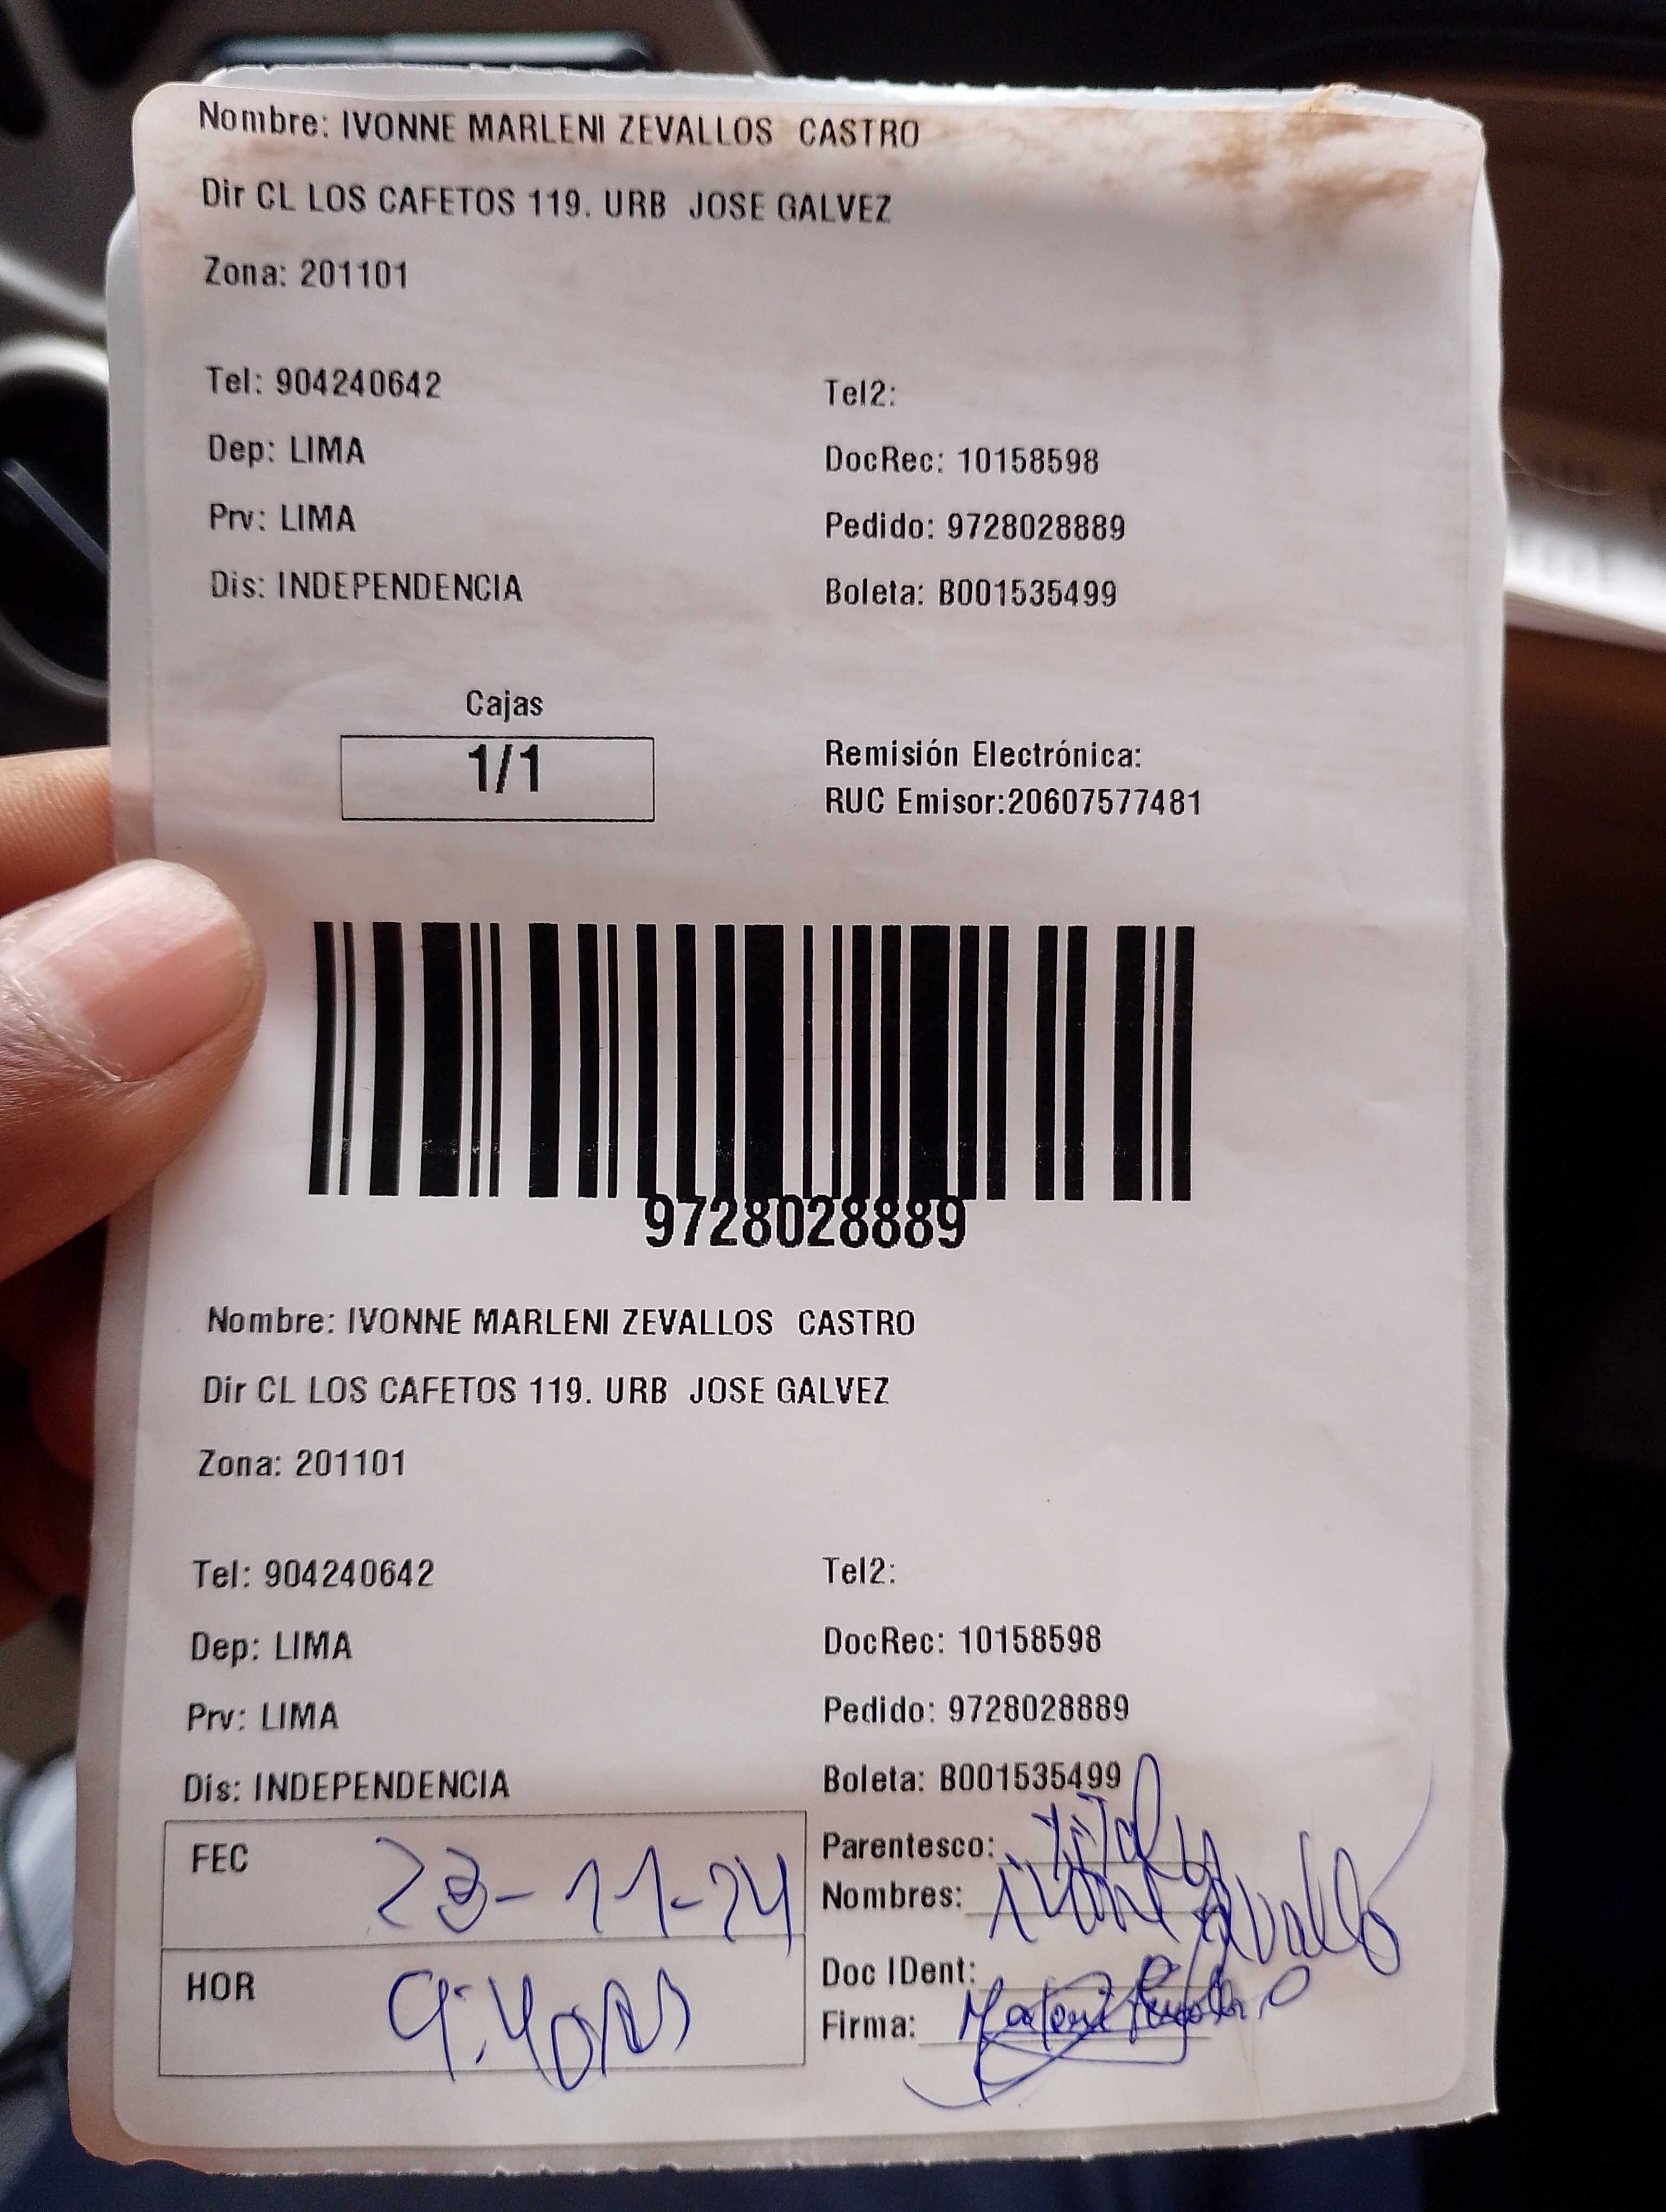 Nombre: IVONNE MARLENI ZEVALLOS CASTRO
Dir CL LOS CAFETOS 119. URB JOSE GALVEZ
Zona: 201101
Tel: 904240642 Tel2:
Dep: LIMA DocRec: 10158598
Prv: LIMA Pedido: 9728028889
Dis: INDEPENDENCIA Boleta: B001535499
Cajas
1/1
Remisión Electrónica:
RUC Emisor:20607577481
9728028889
Nombre: IVONNE MARLENI ZEVALLOS CASTRO
Dir CL LOS CAFETOS 119. URB JOSE GALVEZ
Zona: 201101
Tel: 904240642 Tel2:
Dep: LIMA DocRec: 10158598
Prv: LIMA Pedido: 9728028889
Dis: INDEPENDENCIA Boleta: B001535499
FEC 23-11-24
HOR 9:40
Parentesco:
Nombres: Zevallos
Doc IDent:
Firma: